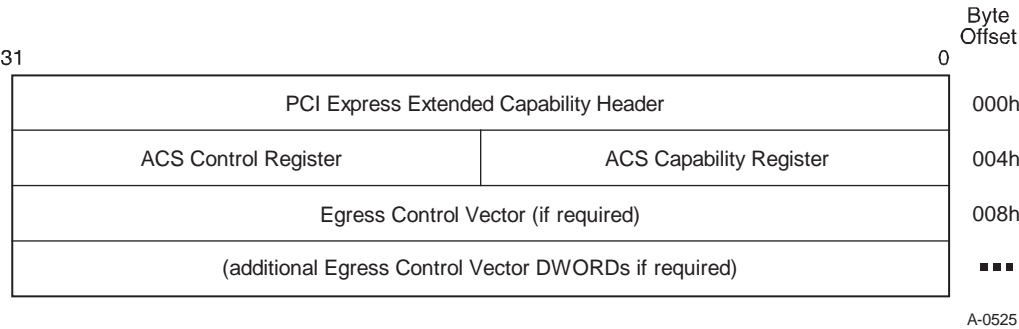 Byte
Offset
31 0
PCI Express Extended Capability Header 000h
ACS Control Register ACS Capability Register 004h
Egress Control Vector (if required) 008h
(additional Egress Control Vector DWORDs if required) ...
A-0525